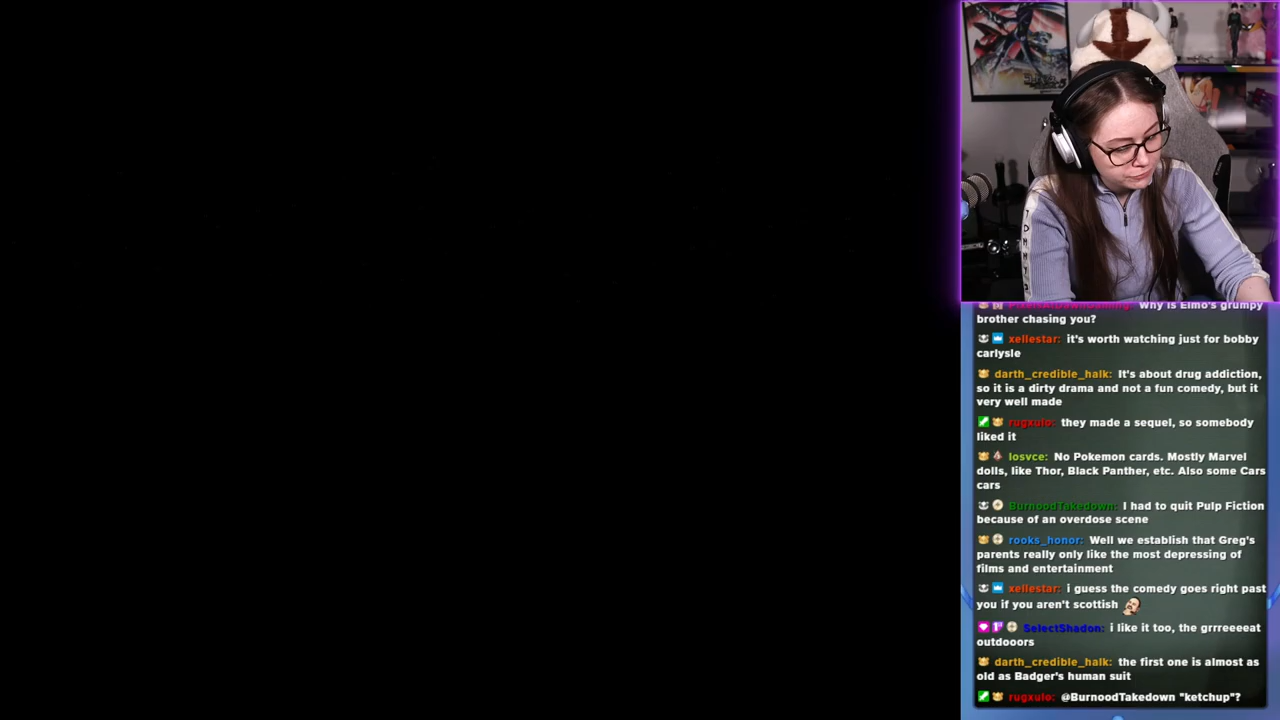 PixelsAtDawnGaming: Why is Elmo's grumpy
brother chasing you?
xellestar: it's worth watching just for bobby
carlysle
darth_credible_halk: It's about drug addiction,
so it is a dirty drama and not a fun comedy, but it
very well made
rugxulo: they made a sequel, so somebody
liked it
losvce: No Pokemon cards. Mostly Marvel
dolls, like Thor, Black Panther, etc. Also some Cars
cars
BurnoodTakedown: I had to quit Pulp Fiction
because of an overdose scene
rooks_honor: Well we establish that Greg's
parents really only like the most depressing of
films and entertainment
xellestar: i guess the comedy goes right past
you if you aren't scottish
SelectShadon: i like it too, the grrreeeeat
outdooors
darth_credible_halk: the first one is almost as
old as Badger's human suit
rugxulo: @BurnoodTakedown "ketchup"?